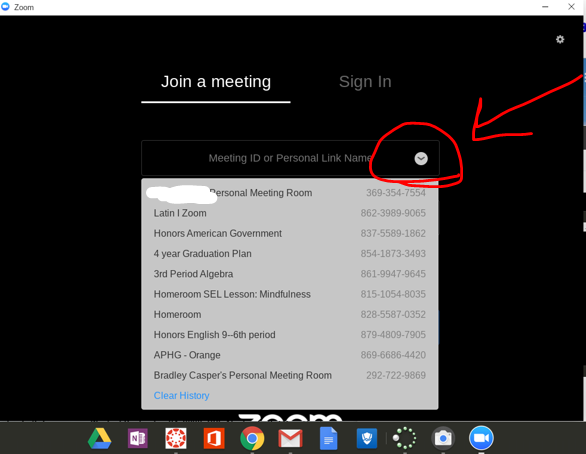 Zoom
Join a meeting
Sign In
Meeting ID or Personal Link Name
Personal Meeting Room 369-354-7554
Latin I Zoom 862-3989-9065
Honors American Government 837-5589-1862
4 year Graduation Plan 854-1873-3493
3rd Period Algebra 861-9947-9645
Homeroom SEL Lesson: Mindfulness 815-1054-8035
Homeroom 828-5587-0352
Honors English 9--6th period 879-4809-7905
APHG - Orange 869-6686-4420
Bradley Casper's Personal Meeting Room 292-722-9869
Clear History
zoom
N